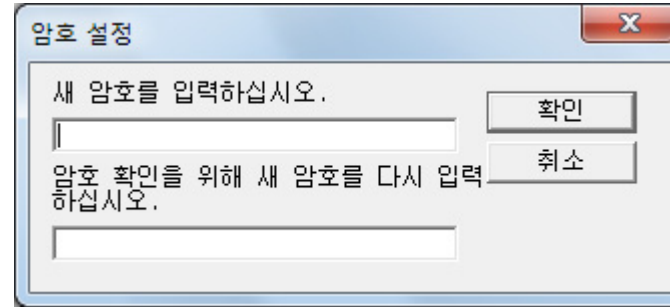 암호 설정
새 암호를 입력하십시오.
확인
취소
암호 확인을 위해 새 암호를 다시 입력
하십시오.